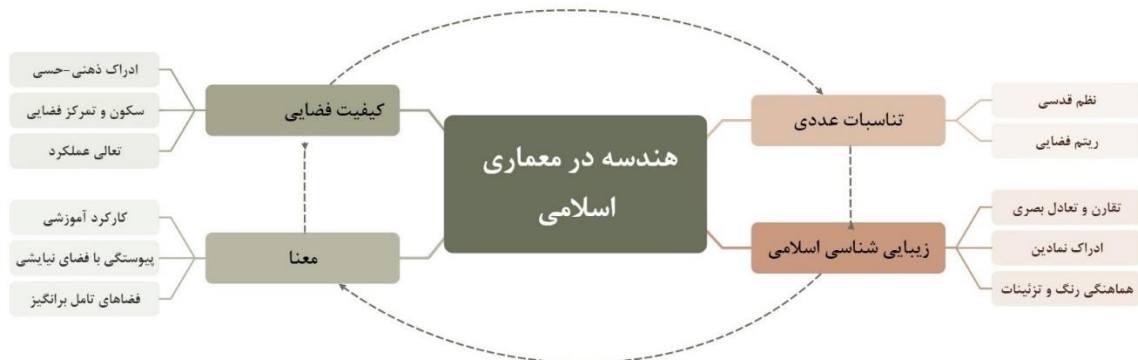 هندسه در معماری
اسلامی
تناسبات عددی
نظم قدسی
ریتم فضایی
زیبایی شناسی اسلامی
تقارن و تعادل بصری
ادراک نمادین
هماهنگی رنگ و تزئینات
کیفیت فضایی
ادراک ذهنی-حسی
سکون و تمرکز فضایی
تعالی عملکرد
معنا
کارکرد آموزشی
پیوستگی با فضای نیایشی
فضاهای تامل برانگیز